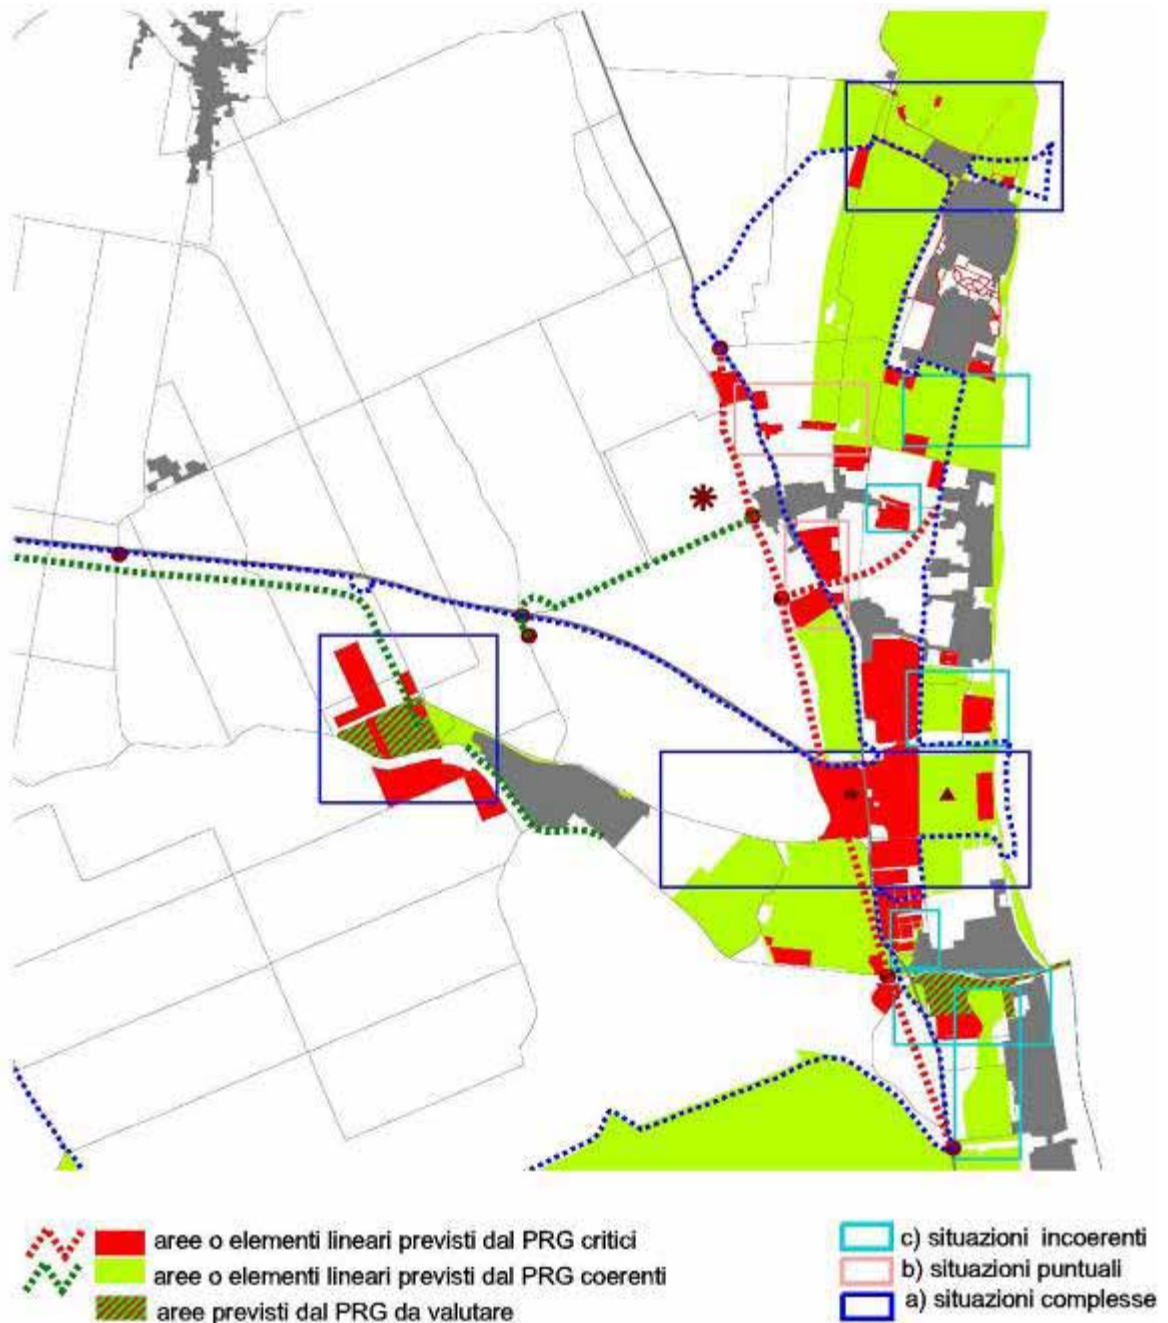 aree o elementi lineari previsti dal PRG critici
aree o elementi lineari previsti dal PRG coerenti
aree previsti dal PRG da valutare
c) situazioni incoerenti
b) situazioni puntuali
a) situazioni complesse